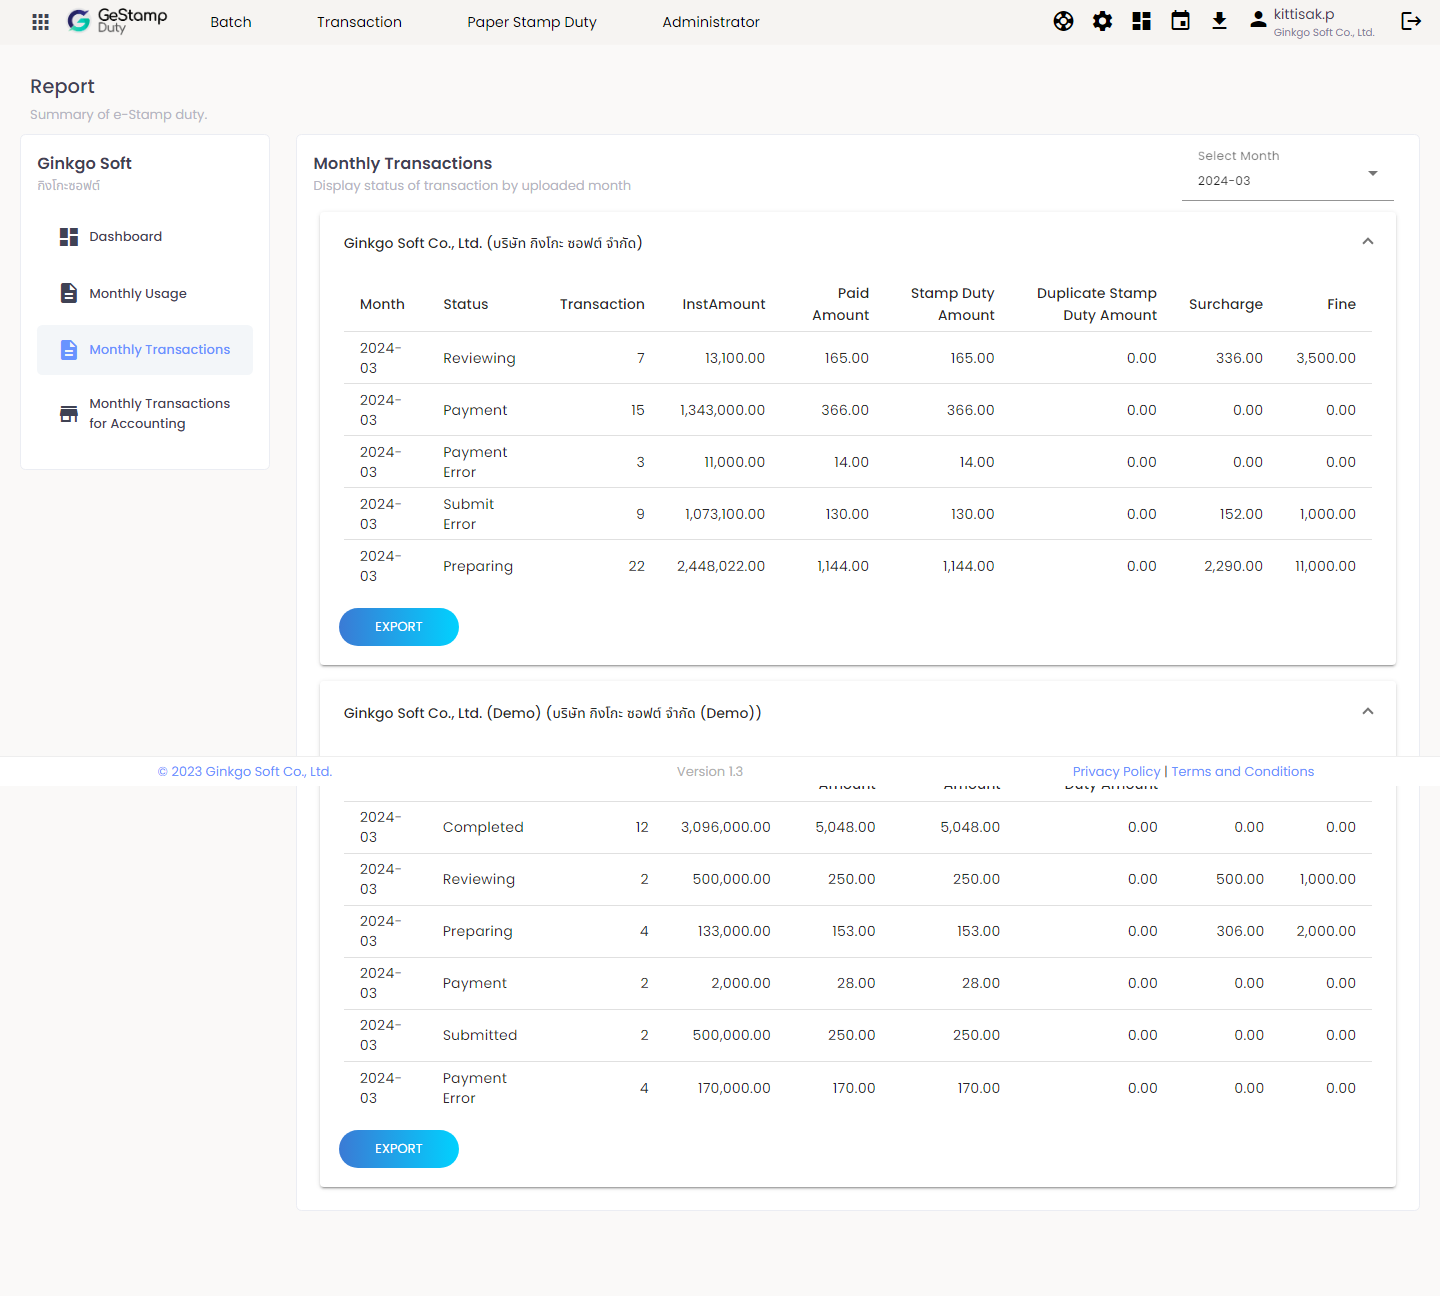 GeStamp Duty
Batch Transaction Paper Stamp Duty Administrator
kittisak.p
Ginkgo Soft Co., Ltd.
Report
Summary of e-Stamp duty.
Ginkgo Soft
กิงโกะซอฟต์
Dashboard
Monthly Usage
Monthly Transactions
Monthly Transactions
for Accounting
Monthly Transactions
Display status of transaction by uploaded month
Select Month
2024-03
Ginkgo Soft Co., Ltd. (บริษัท กิงโกะ ซอฟต์ จำกัด)
Month Status Transaction InstAmount Paid Amount Stamp Duty Amount Duplicate Stamp Duty Amount Surcharge Fine
2024-03 Reviewing 7 13,100.00 165.00 165.00 0.00 336.00 3,500.00
2024-03 Payment 15 1,343,000.00 366.00 366.00 0.00 0.00 0.00
2024-03 Payment Error 3 11,000.00 14.00 14.00 0.00 0.00 0.00
2024-03 Submit Error 9 1,073,100.00 130.00 130.00 0.00 152.00 1,000.00
2024-03 Preparing 22 2,448,022.00 1,144.00 1,144.00 0.00 2,290.00 11,000.00
EXPORT
Ginkgo Soft Co., Ltd. (Demo) (บริษัท กิงโกะ ซอฟต์ จำกัด (Demo))
© 2023 Ginkgo Soft Co., Ltd. Version 1.3 Privacy Policy | Terms and Conditions
Amount Amount Duty Amount
2024-03 Completed 12 3,096,000.00 5,048.00 5,048.00 0.00 0.00 0.00
2024-03 Reviewing 2 500,000.00 250.00 250.00 0.00 500.00 1,000.00
2024-03 Preparing 4 133,000.00 153.00 153.00 0.00 306.00 2,000.00
2024-03 Payment 2 2,000.00 28.00 28.00 0.00 0.00 0.00
2024-03 Submitted 2 500,000.00 250.00 250.00 0.00 0.00 0.00
2024-03 Payment Error 4 170,000.00 170.00 170.00 0.00 0.00 0.00
EXPORT